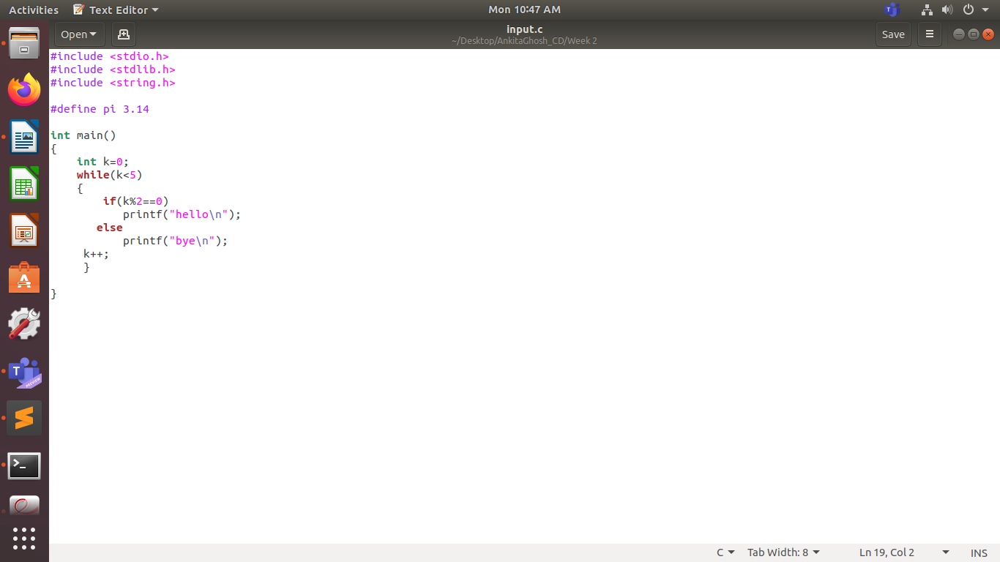 Activities Text Editor Mon 10:47 AM
Open input.c Save
~/Desktop/AnkitaGhosh_CD/Week 2
#include <stdio.h>
#include <stdlib.h>
#include <string.h>
#define pi 3.14
int main()
{
    int k=0;
    while(k<5)
    {
        if(k%2==0)
           printf("hello\n");
       else
           printf("bye\n");
     k++;
     }
}
C Tab Width: 8 Ln 19, Col 2 INS